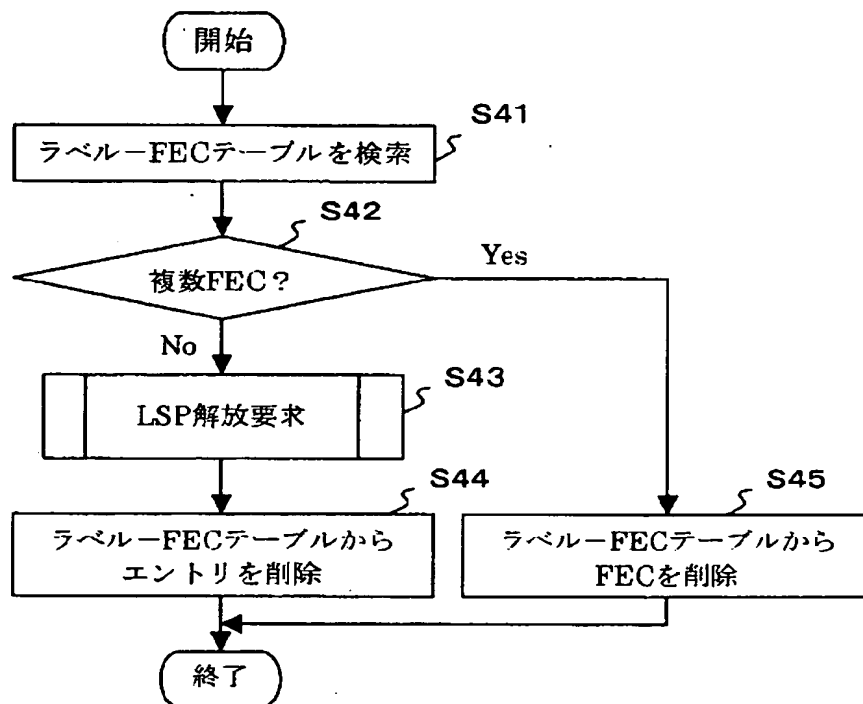 開始
S41
ラベル－FECテーブルを検索
S42
複数FEC？
Yes
No
S43
LSP解放要求
S44
ラベル－FECテーブルから
エントリを削除
S45
ラベル－FECテーブルから
FECを削除
終了